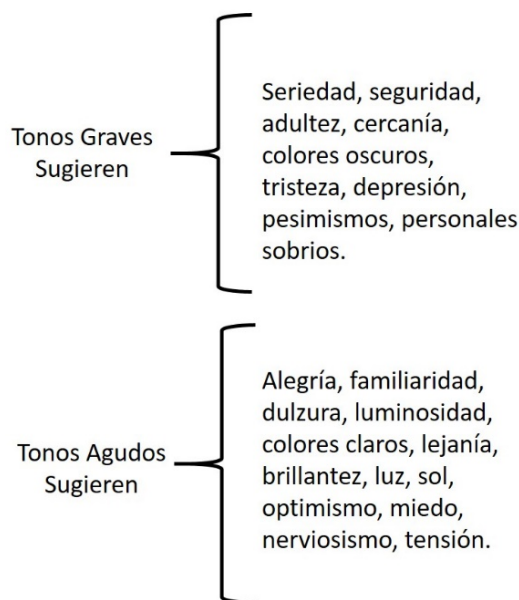 Tonos Graves
Sugieren
Seriedad, seguridad,
adultez, cercanía,
colores oscuros,
tristeza, depresión,
pesimismos, personales
sobrios.
Tonos Agudos
Sugieren
Alegría, familiaridad,
dulzura, luminosidad,
colores claros, lejanía,
brillantez, luz, sol,
optimismo, miedo,
nerviosismo, tensión.